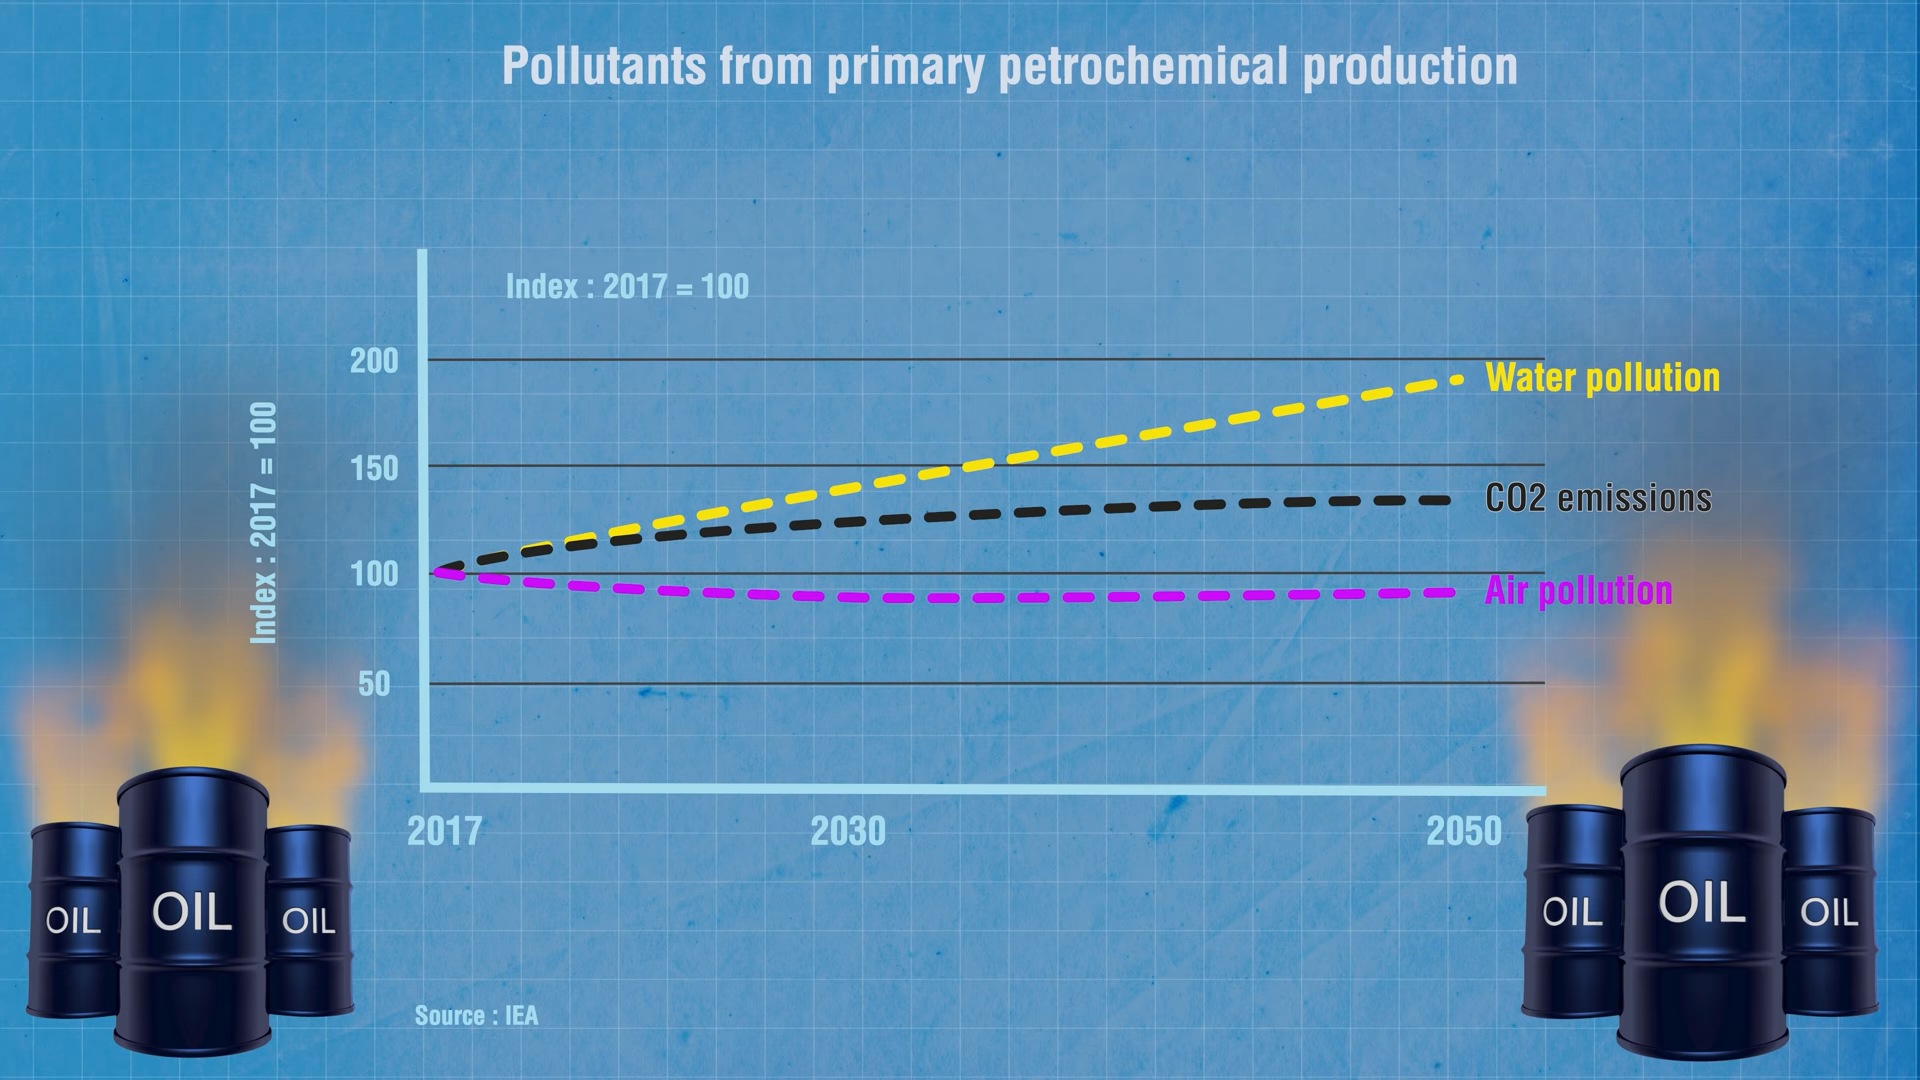 Pollutants from primary petrochemical production
Index : 2017 = 100
200
Water pollution
150
CO2 emissions
Index : 2017 = 100
100
Air pollution
50
2017
2030
2050
OIL
OIL
OIL
OIL
OIL
OIL
Source : IEA